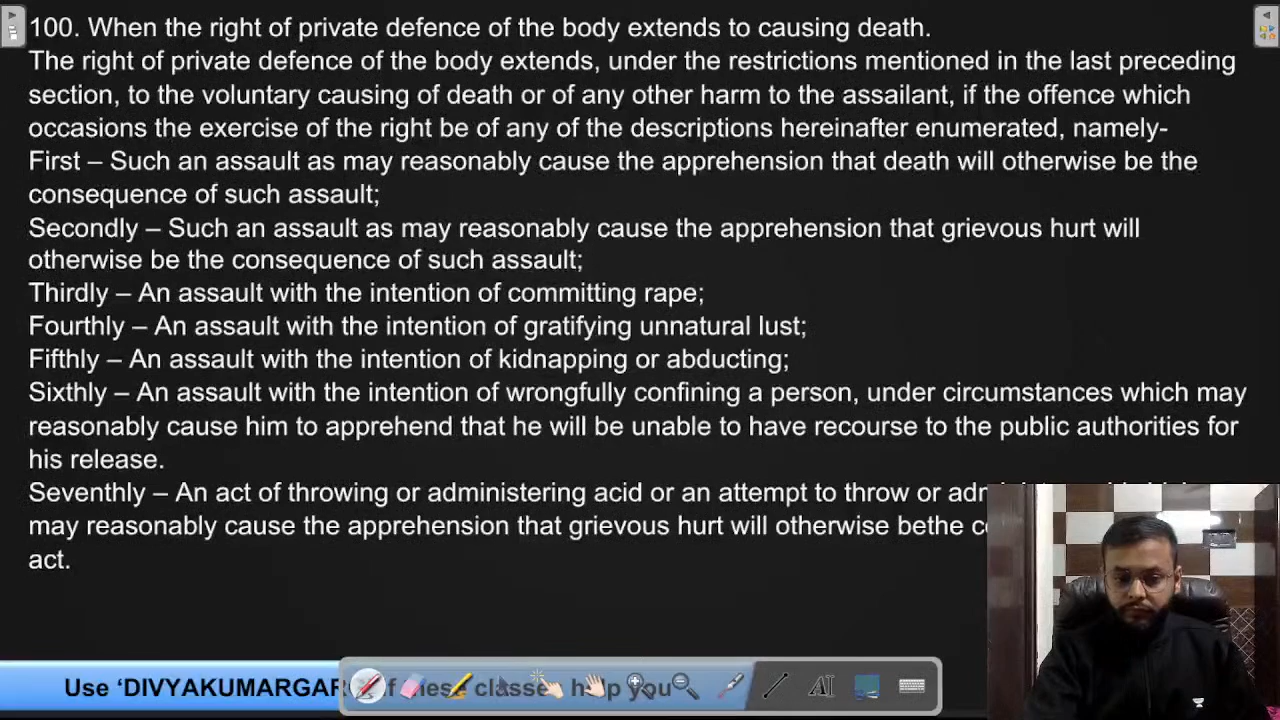 100. When the right of private defence of the body extends to causing death.
The right of private defence of the body extends, under the restrictions mentioned in the last preceding
section, to the voluntary causing of death or of any other harm to the assailant, if the offence which
occasions the exercise of the right be of any of the descriptions hereinafter enumerated, namely-
First – Such an assault as may reasonably cause the apprehension that death will otherwise be the
consequence of such assault;
Secondly – Such an assault as may reasonably cause the apprehension that grievous hurt will
otherwise be the consequence of such assault;
Thirdly – An assault with the intention of committing rape;
Fourthly – An assault with the intention of gratifying unnatural lust;
Fifthly – An assault with the intention of kidnapping or abducting;
Sixthly – An assault with the intention of wrongfully confining a person, under circumstances which may
reasonably cause him to apprehend that he will be unable to have recourse to the public authorities for
his release.
Seventhly – An act of throwing or administering acid or an attempt to throw or
may reasonably cause the apprehension that grievous hurt will otherwise bethe
act.
Use ‘DIVYAKUMARGAR if these classe help you
AI